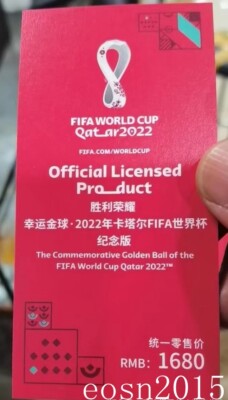 FIFA WORLD CUP
Qatar2022
FIFA.COM/WORLDCUP
Official Licensed
Product
胜利荣耀
幸运金球·2022年卡塔尔FIFA世界杯
纪念版
The Commemorative Golden Ball of the
FIFA World Cup Qatar 2022™
统一零售价
RMB：1680
eosn2015